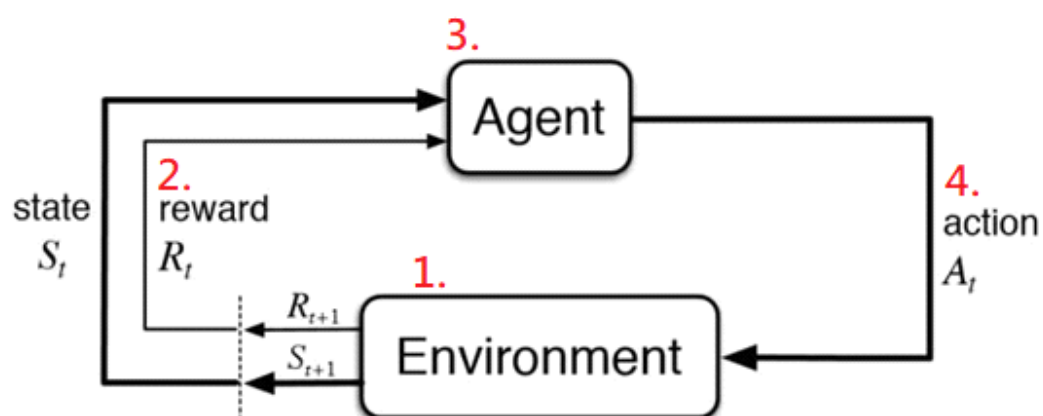 3.
Agent
2.
state
reward
S_t
R_t
4.
action
A_t
1.
R_{t+1}
S_{t+1}
Environment